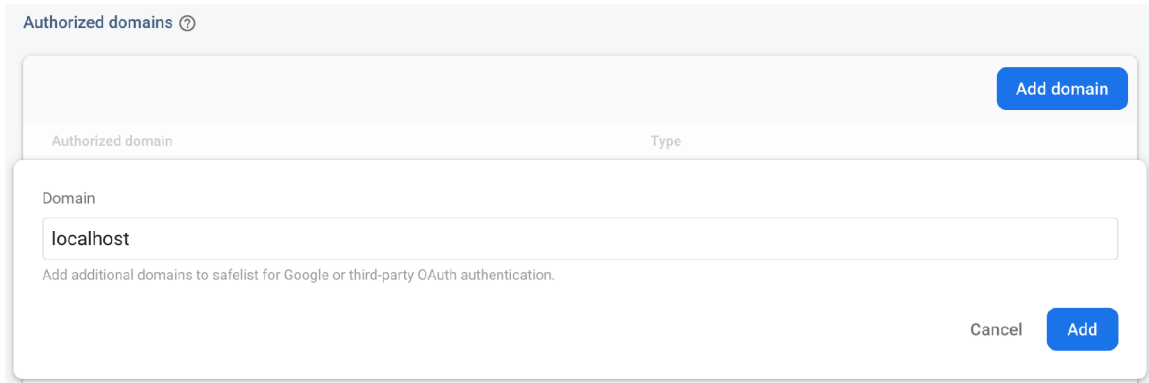 Authorized domains
Add domain
Authorized domain Type
Domain
localhost
Add additional domains to safelist for Google or third-party OAuth authentication.
Cancel Add